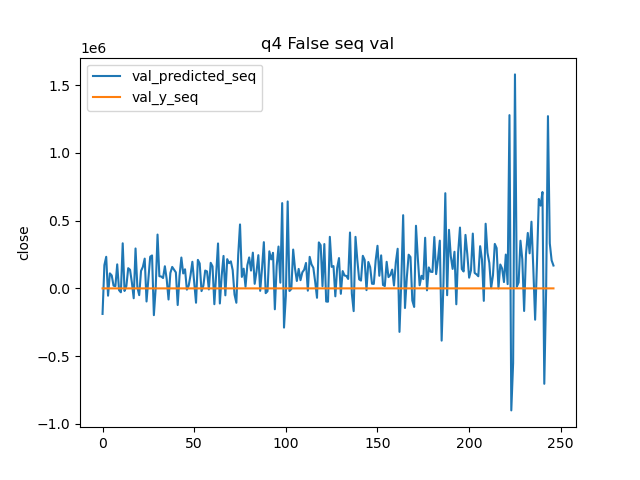 q4 False seq val
1e6
val_predicted_seq
val_y_seq
close
1.5
1.0
0.5
0.0
−0.5
−1.0
0 50 100 150 200 250